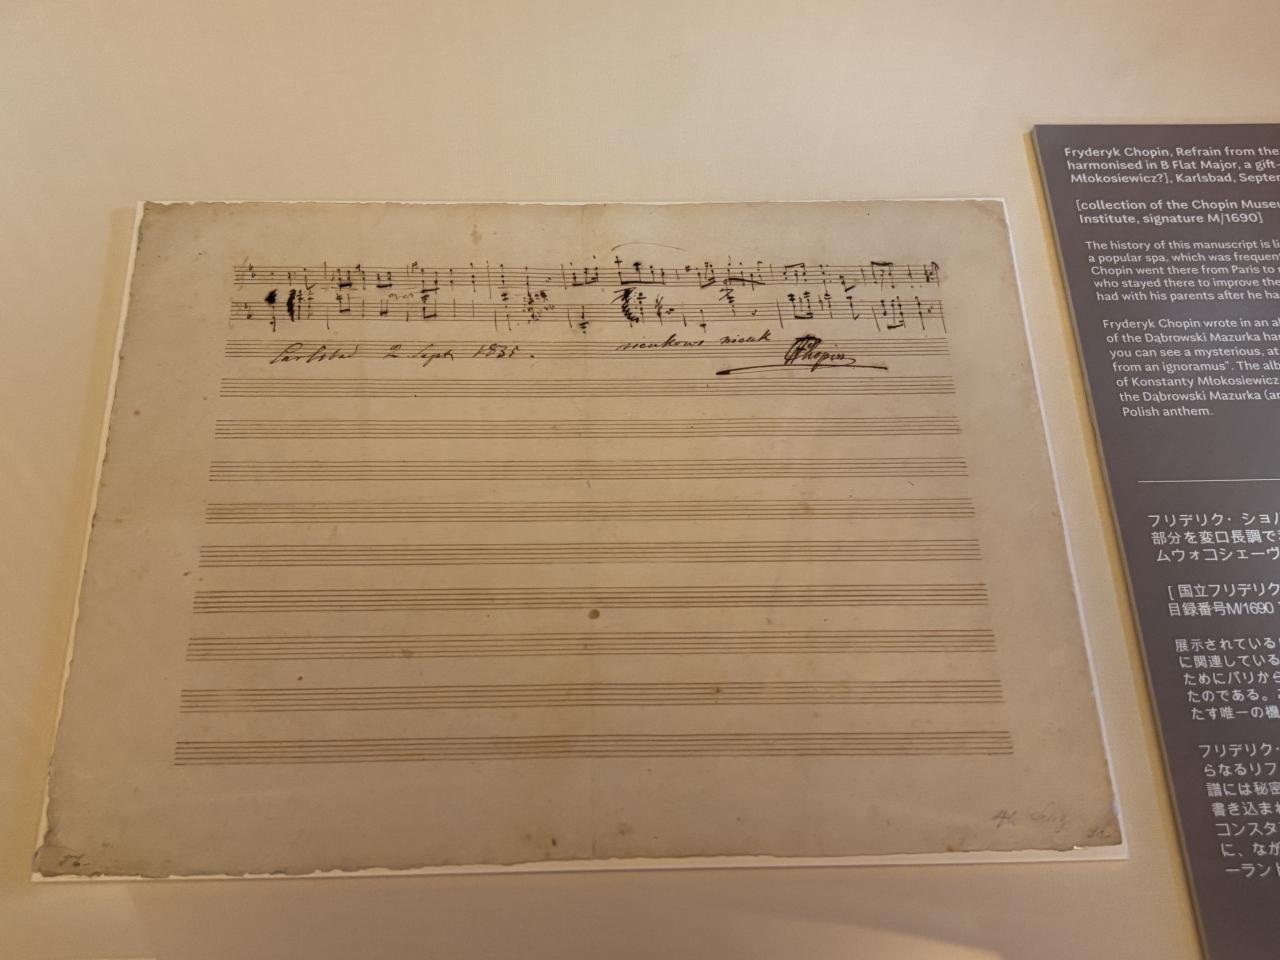 Carlsbad 2 Sept 1835.
nieuk
Chopin
Fryderyk Chopin, Refrain from the
harmonised in B Flat Major, a gift-
Młokosiewicz?], Karlsbad, Septem
[collection of the Chopin Museu
Institute, signature M/1690]
The history of this manuscript is li
a popular spa, which was frequen
Chopin went there from Paris to
who stayed there to improve the
had with his parents after he ha
Fryderyk Chopin wrote in an al
of the Dąbrowski Mazurka har
you can see a mysterious, at
from an ignoramus”. The alb
of Konstanty Młokosiewicz
the Dąbrowski Mazurka (ar
Polish anthem.
フリデリク・ショパ
部分を変ロ長調で
ムウォコシェーヴ
[ 国立フリデリク
目録番号M/1690
展示されている
に関連している
ためにパリから
たのである。
たす唯一の機
フリデリク・
らなるリフ
譜には秘密
書き込まれ
コンスタ
に、なが
ーランド